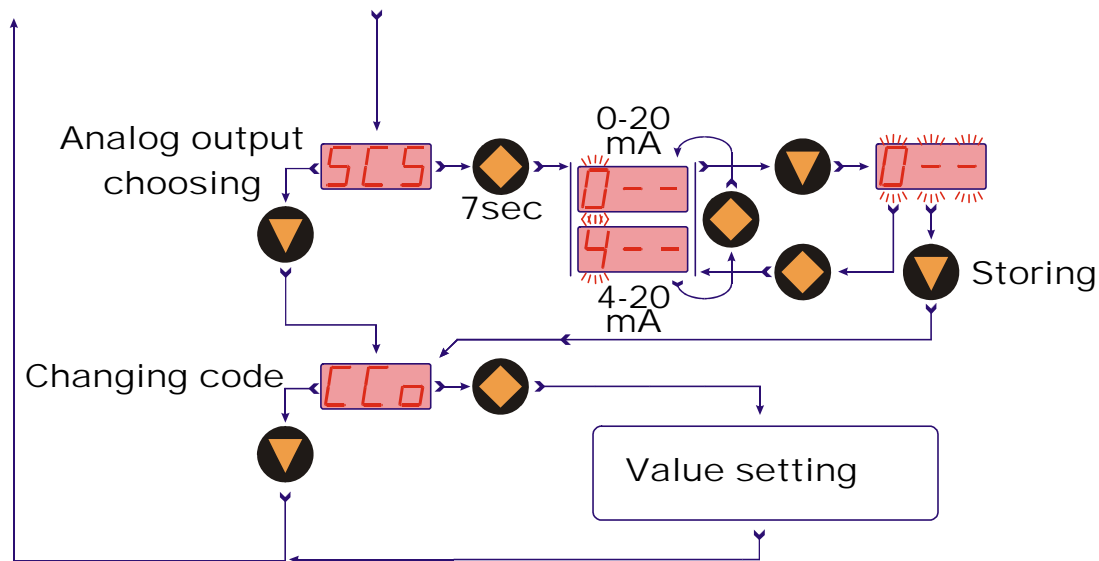 0-20
mA
Analog output
choosing
SCS
7sec
0--
0--
4--
4-20
mA
Storing
Changing code
CCo
Value setting